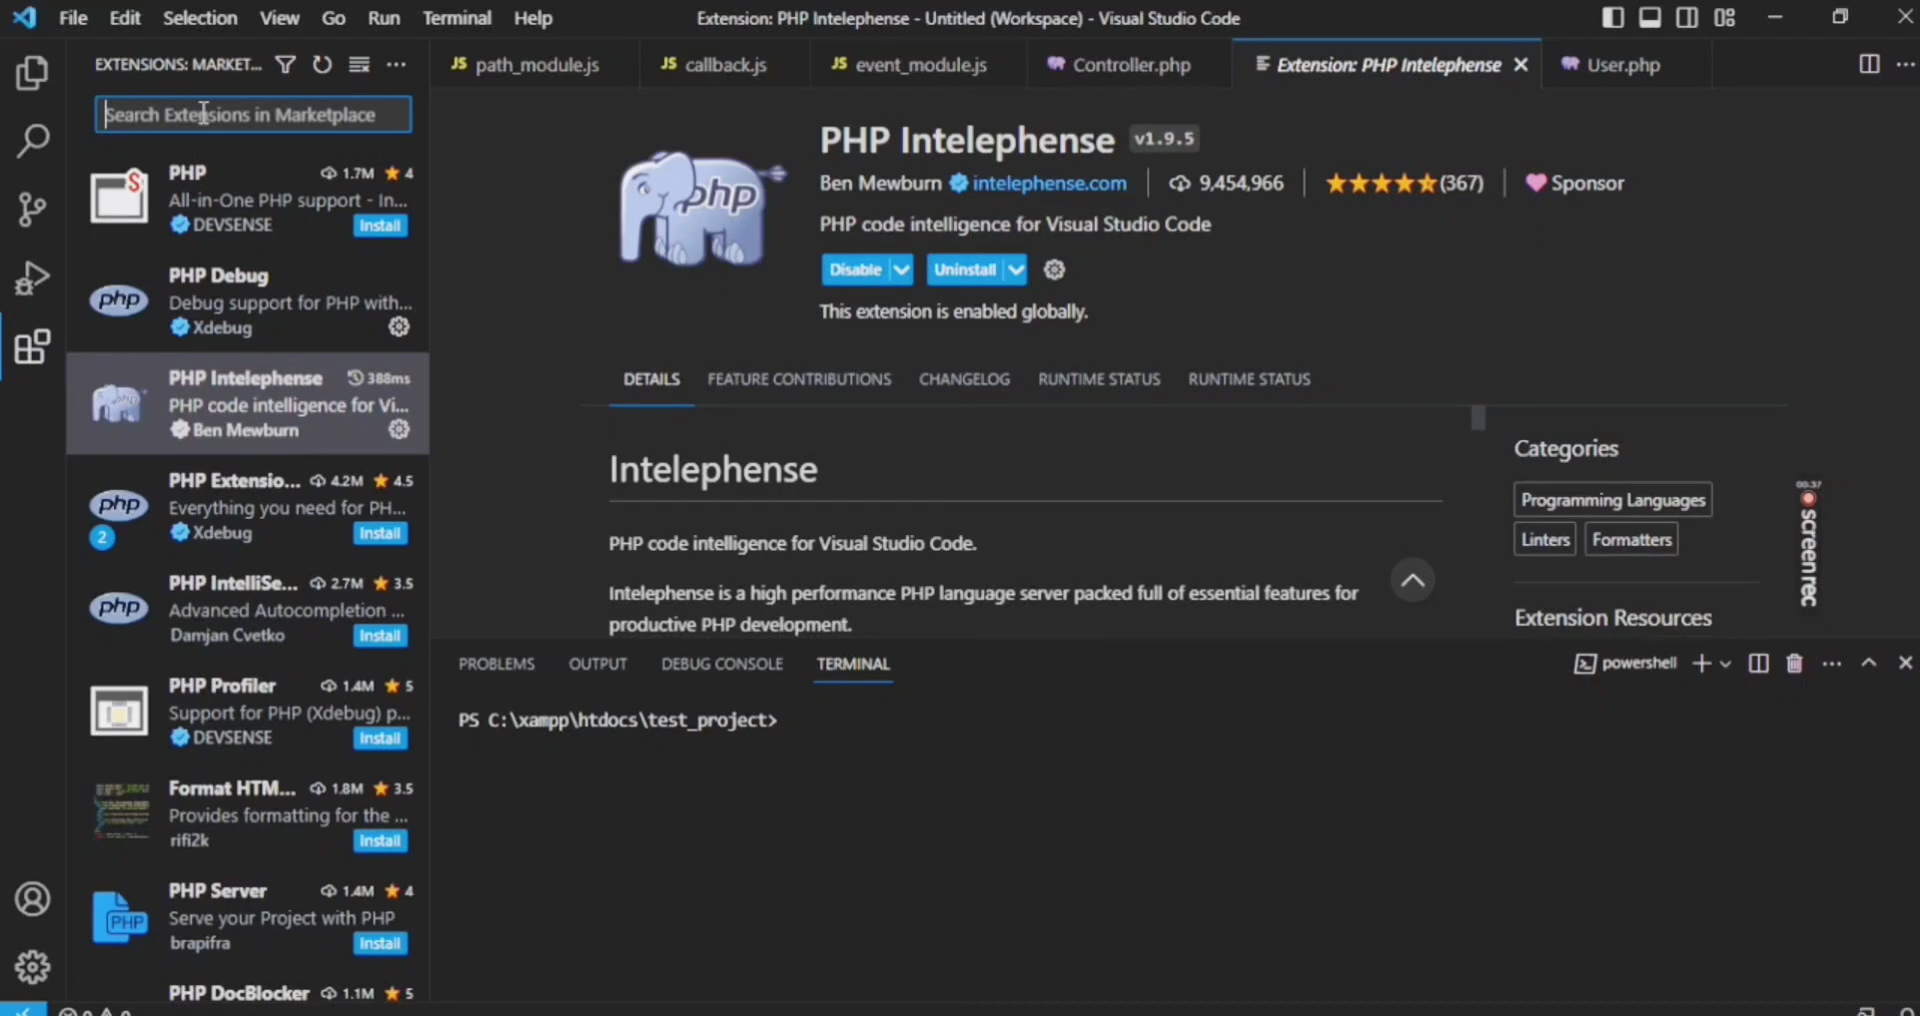 File Edit Selection View Go Run Terminal Help
Extension: PHP Intelephense - Untitled (Workspace) - Visual Studio Code
EXTENSIONS: MARKET...
Search Extensions in Marketplace
PHP 1.7M 4
All-in-One PHP support - In...
DEVSENSE Install
PHP Debug
Debug support for PHP with...
Xdebug
PHP Intelephense 388ms
PHP code intelligence for Vi...
Ben Mewburn
PHP Extensio... 4.2M 4.5
Everything you need for PH...
Xdebug Install
2
PHP IntelliSe... 2.7M 3.5
Advanced Autocompletion ...
Damjan Cvetko Install
PHP Profiler 1.4M 5
Support for PHP (Xdebug) p...
DEVSENSE Install
Format HTM... 1.8M 3.5
Provides formatting for the ...
rifi2k Install
PHP Server 1.4M 4
Serve your Project with PHP
brapifra Install
PHP DocBlocker 1.1M 5
php
php
php
php
PHP
JS path_module.js JS callback.js JS event_module.js Controller.php Extension: PHP Intelephense User.php
php
PHP Intelephense v1.9.5
Ben Mewburn intelephense.com 9,454,966 (367) Sponsor
PHP code intelligence for Visual Studio Code
Disable Uninstall
This extension is enabled globally.
DETAILS FEATURE CONTRIBUTIONS CHANGELOG RUNTIME STATUS RUNTIME STATUS
Intelephense
PHP code intelligence for Visual Studio Code.
Intelephense is a high performance PHP language server packed full of essential features for
productive PHP development.
Categories
Programming Languages
Linters Formatters
Extension Resources
00:37
screenrec
PROBLEMS OUTPUT DEBUG CONSOLE TERMINAL
powershell
PS C:\xampp\htdocs\test_project>